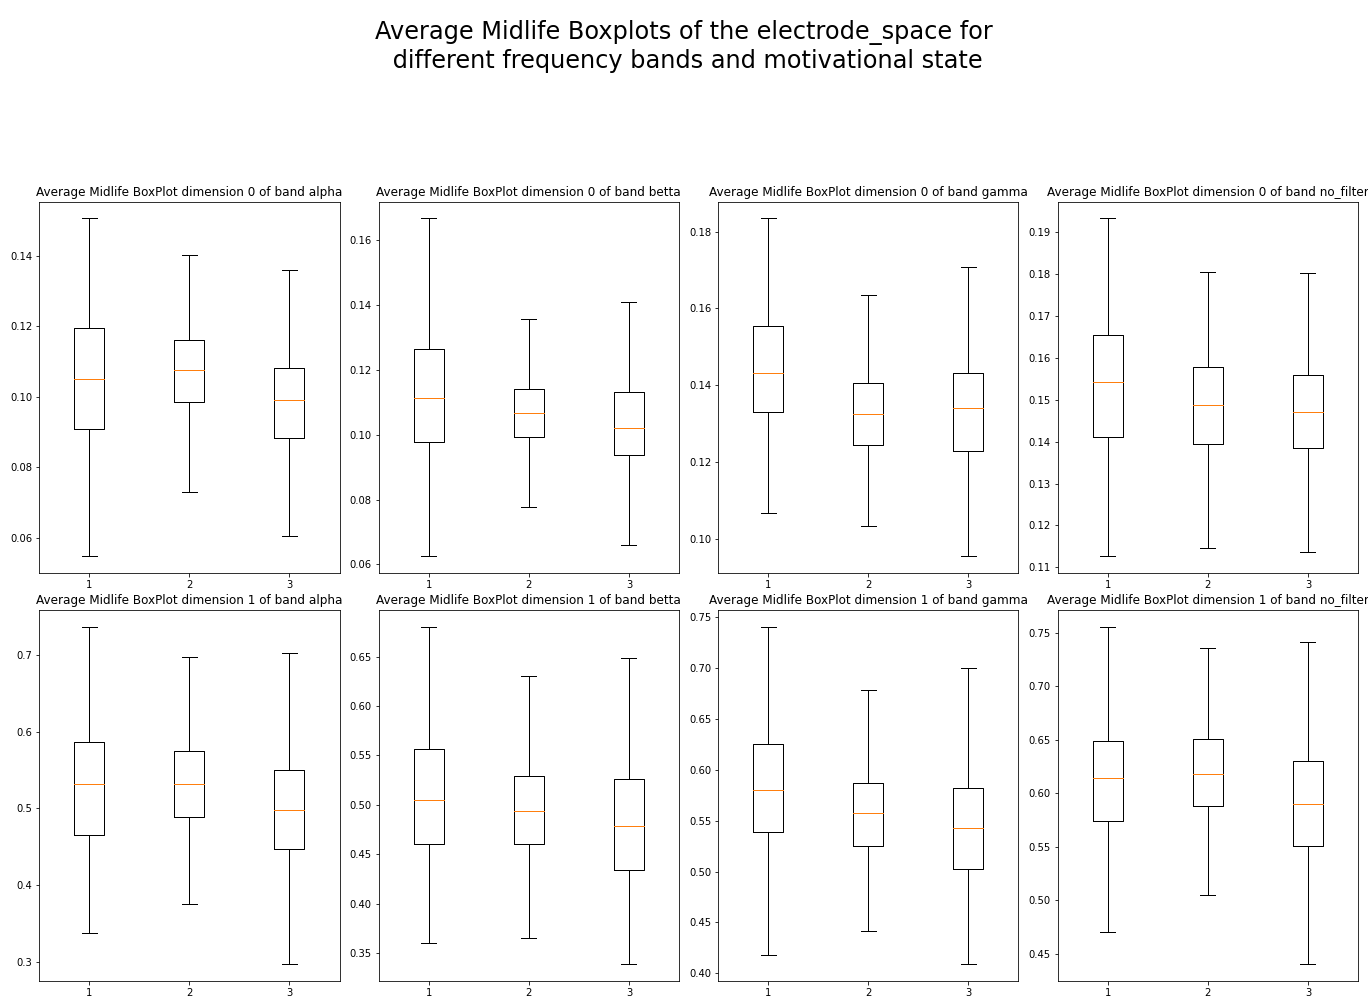 Average Midlife Boxplots of the electrode_space for
different frequency bands and motivational state
Average Midlife BoxPlot dimension 0 of band alpha
Average Midlife BoxPlot dimension 0 of band betta
Average Midlife BoxPlot dimension 0 of band gamma
Average Midlife BoxPlot dimension 0 of band no_filter
0.14
0.12
0.10
0.08
0.06
1 2 3
0.16
0.14
0.12
0.10
0.08
0.06
1 2 3
0.18
0.16
0.14
0.12
0.10
1 2 3
0.19
0.18
0.17
0.16
0.15
0.14
0.13
0.12
0.11
1 2 3
Average Midlife BoxPlot dimension 1 of band alpha
Average Midlife BoxPlot dimension 1 of band betta
Average Midlife BoxPlot dimension 1 of band gamma
Average Midlife BoxPlot dimension 1 of band no_filter
0.7
0.6
0.5
0.4
0.3
1 2 3
0.65
0.60
0.55
0.50
0.45
0.40
0.35
1 2 3
0.75
0.70
0.65
0.60
0.55
0.50
0.45
0.40
1 2 3
0.75
0.70
0.65
0.60
0.55
0.50
0.45
1 2 3